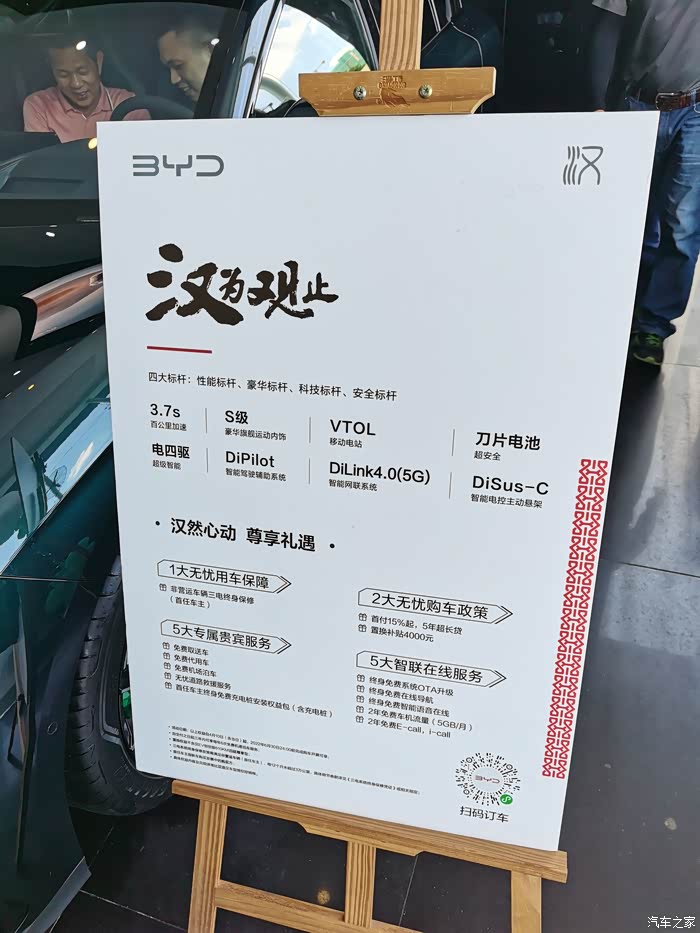 BYD
汉
汉为观止
四大标杆：性能标杆、豪华标杆、科技标杆、安全标杆
3.7s
百公里加速
S级
豪华旗舰运动内饰
VTOL
移动电站
刀片电池
超安全
电四驱
超级智能
DiPilot
智能驾驶辅助系统
DiLink4.0(5G)
智能网联系统
DiSus-C
智能电控主动悬架
· 汉然心动 尊享礼遇 ·
1大无忧用车保障
非营运车辆三电终身保修
（首任车主）
2大无忧购车政策
首付15%起，5年超长贷
置换补贴4000元
5大专属贵宾服务
免费取送车
免费代用车
免费机场泊车
无忧道路救援服务
首任车主终身免费充电桩安装权益包（含充电桩）
5大智联在线服务
终身免费系统OTA升级
终身免费在线导航
终身免费智能语音在线
2年免费车机流量（5GB/月）
2年免费E-call，i-call
BYD
扫码订车
汽车之家